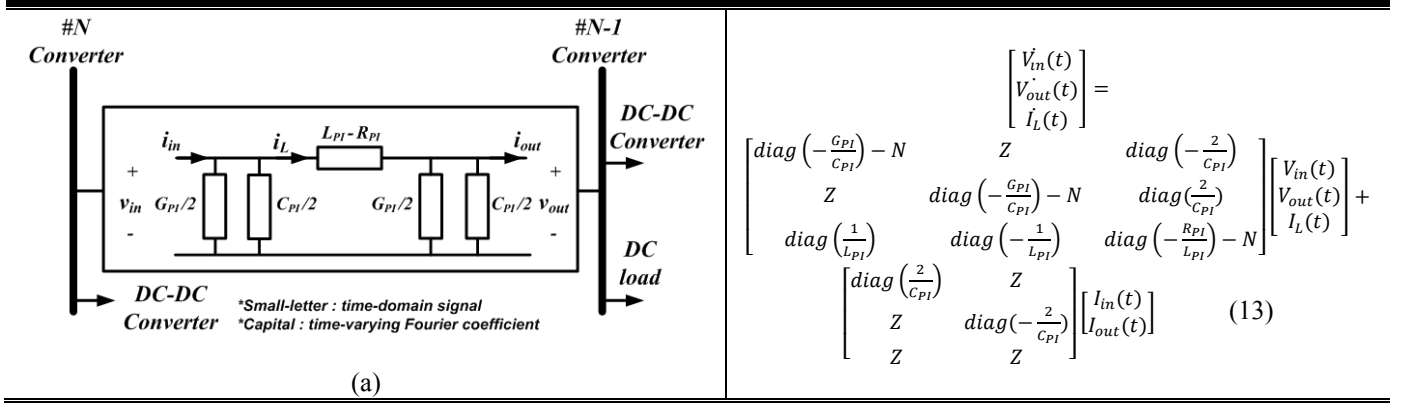 #N
Converter
#N-1
Converter
DC-DC
Converter
L_PI-R_PI
i_in
i_L
i_out
+
v_in
-
G_PI/2
C_PI/2
G_PI/2
C_PI/2
+
v_out
-
DC
load
DC-DC
Converter
*Small-letter : time-domain signal
*Capital : time-varying Fourier coefficient
(a)
[V̇_in(t) V̇_out(t) İ_L(t)] =
[diag(-G_PI/C_PI) - N Z diag(-2/C_PI)
Z diag(-G_PI/C_PI) - N diag(2/C_PI)
diag(1/L_PI) diag(-1/L_PI) diag(-R_PI/L_PI) - N] [V_in(t) V_out(t) I_L(t)] +
[diag(2/C_PI) Z
Z diag(-2/C_PI)
Z Z] [I_in(t) I_out(t)] (13)